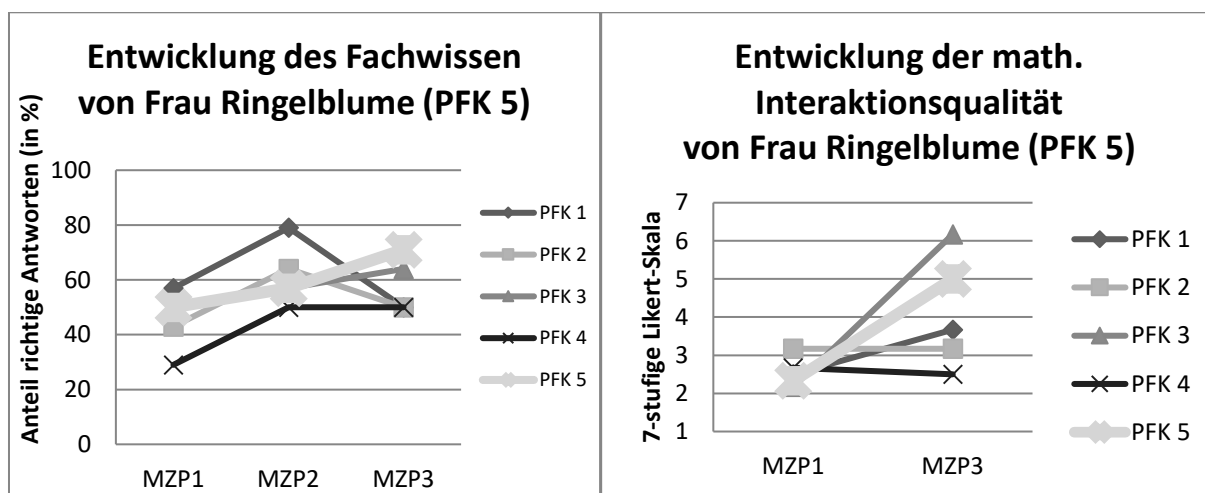 Entwicklung des Fachwissen
von Frau Ringelblume (PFK 5)
Anteil richtige Antworten (in %)
100
80
60
40
20
0
MZP1 MZP2 MZP3
PFK 1
PFK 2
PFK 3
PFK 4
PFK 5
Entwicklung der math.
Interaktionsqualität
von Frau Ringelblume (PFK 5)
7-stufige Likert-Skala
7
6
5
4
3
2
1
MZP1 MZP3
PFK 1
PFK 2
PFK 3
PFK 4
PFK 5